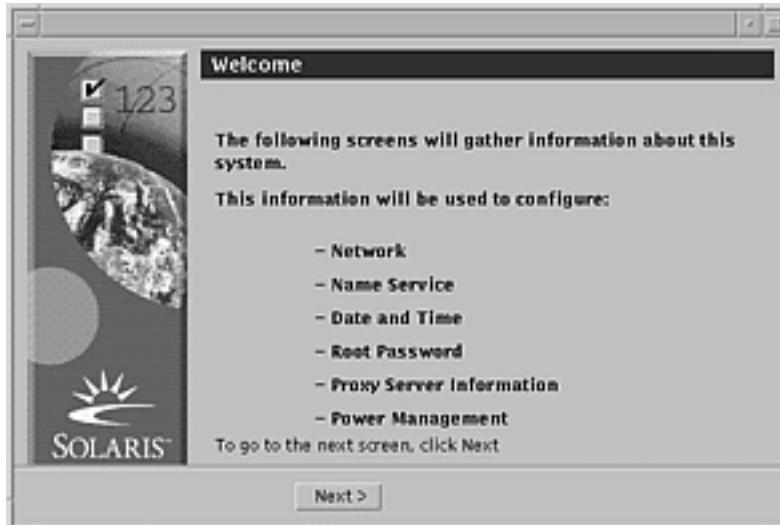 Welcome
123
The following screens will gather information about this
system.
This information will be used to configure:
– Network
– Name Service
– Date and Time
– Root Password
– Proxy Server Information
– Power Management
To go to the next screen, click Next
SOLARIS™
Next >